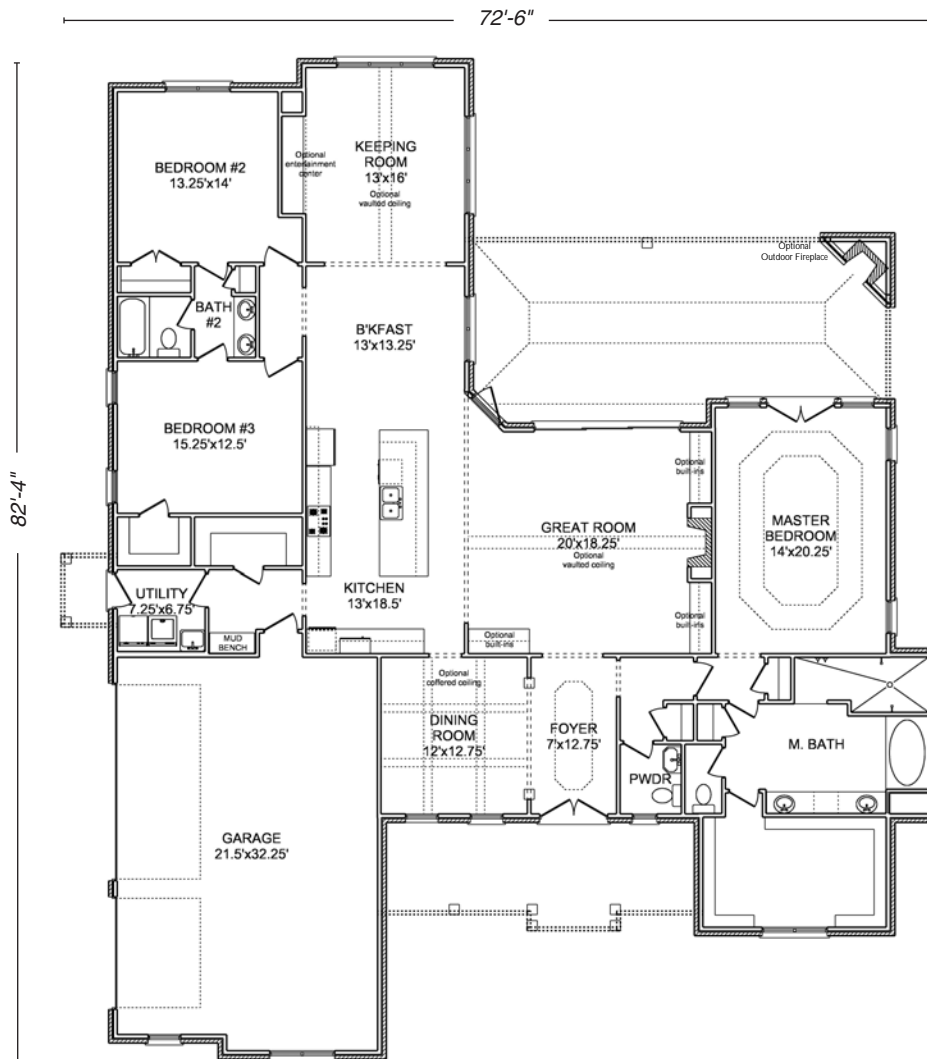 72'-6"
82'-4"
BEDROOM #2
13.25'x14'
Optional
entertainment
center
KEEPING
ROOM
13'x16'
Optional
vaulted ceiling
Optional
Outdoor Fireplace
BATH
#2
B'KFAST
13'x13.25'
BEDROOM #3
15.25'x12.5'
Optional
built-ins
GREAT ROOM
20'x18.25'
Optional
vaulted ceiling
MASTER
BEDROOM
14'x20.25'
UTILITY
7.25'x6.75'
KITCHEN
13'x18.5'
MUD
BENCH
Optional
built-ins
Optional
built-ins
Optional
coffered ceiling
DINING
ROOM
12'x12.75'
FOYER
7'x12.75'
PWDR
M. BATH
GARAGE
21.5'x32.25'